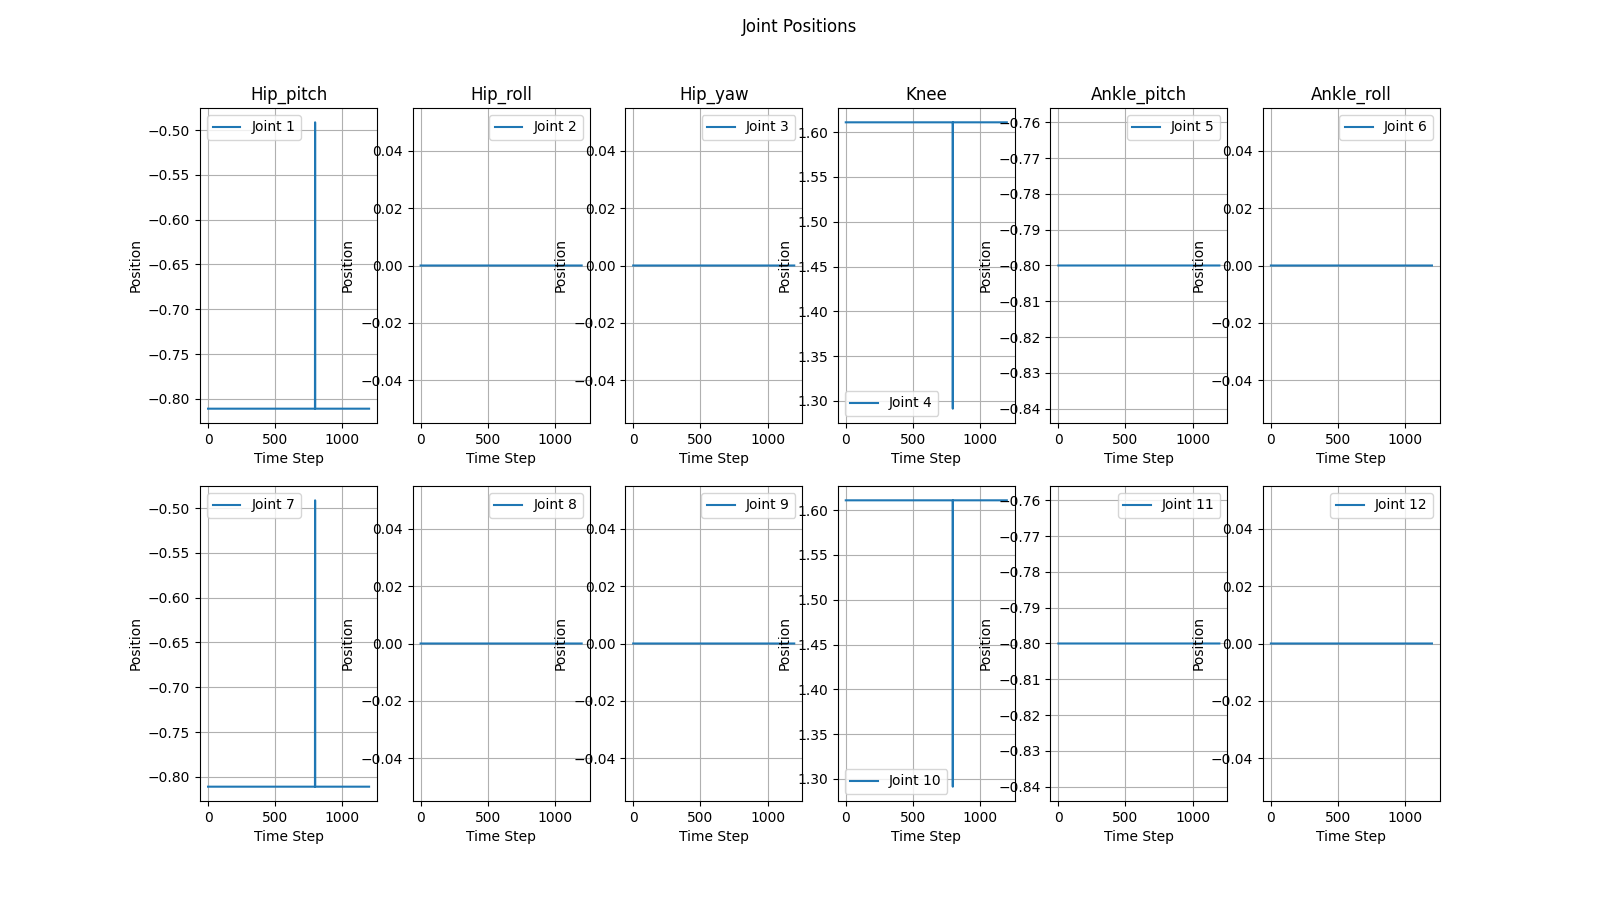 Joint Positions
Hip_pitch Hip_roll Hip_yaw Knee Ankle_pitch Ankle_roll
Joint 1
−0.50
−0.55
−0.60
−0.65
−0.70
−0.75
−0.80
Position
0 500 1000
Time Step
Joint 2
0.04
0.02
0.00
−0.02
−0.04
Position
0 500 1000
Time Step
Joint 3
0.04
0.02
0.00
−0.02
−0.04
Position
0 500 1000
Time Step
1.60
1.55
1.50
1.45
1.40
1.35
1.30
Joint 4
Position
0 500 1000
Time Step
Joint 5
−0.76
−0.77
−0.78
−0.79
−0.80
−0.81
−0.82
−0.83
−0.84
Position
0 500 1000
Time Step
Joint 6
0.04
0.02
0.00
−0.02
−0.04
Position
0 500 1000
Time Step
Joint 7
−0.50
−0.55
−0.60
−0.65
−0.70
−0.75
−0.80
Position
0 500 1000
Time Step
Joint 8
0.04
0.02
0.00
−0.02
−0.04
Position
0 500 1000
Time Step
Joint 9
0.04
0.02
0.00
−0.02
−0.04
Position
0 500 1000
Time Step
1.60
1.55
1.50
1.45
1.40
1.35
1.30
Joint 10
Position
0 500 1000
Time Step
Joint 11
−0.76
−0.77
−0.78
−0.79
−0.80
−0.81
−0.82
−0.83
−0.84
Position
0 500 1000
Time Step
Joint 12
0.04
0.02
0.00
−0.02
−0.04
Position
0 500 1000
Time Step